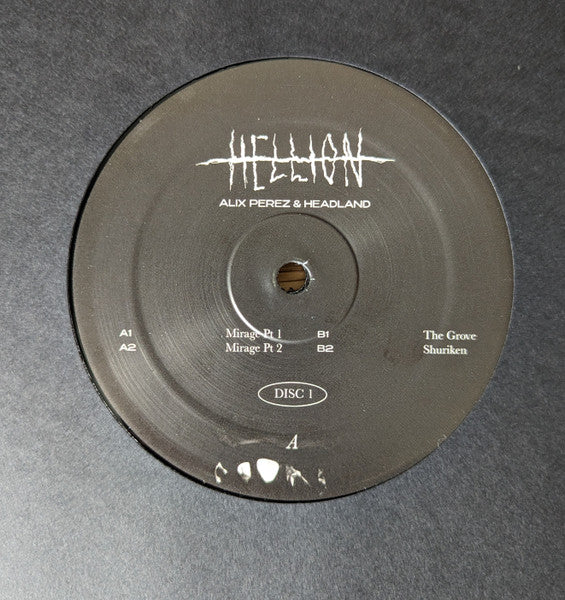 HELLION
ALIX PEREZ & HEADLAND
A1 Mirage Pt 1 B1 The Grove
A2 Mirage Pt 2 B2 Shuriken
DISC 1
A